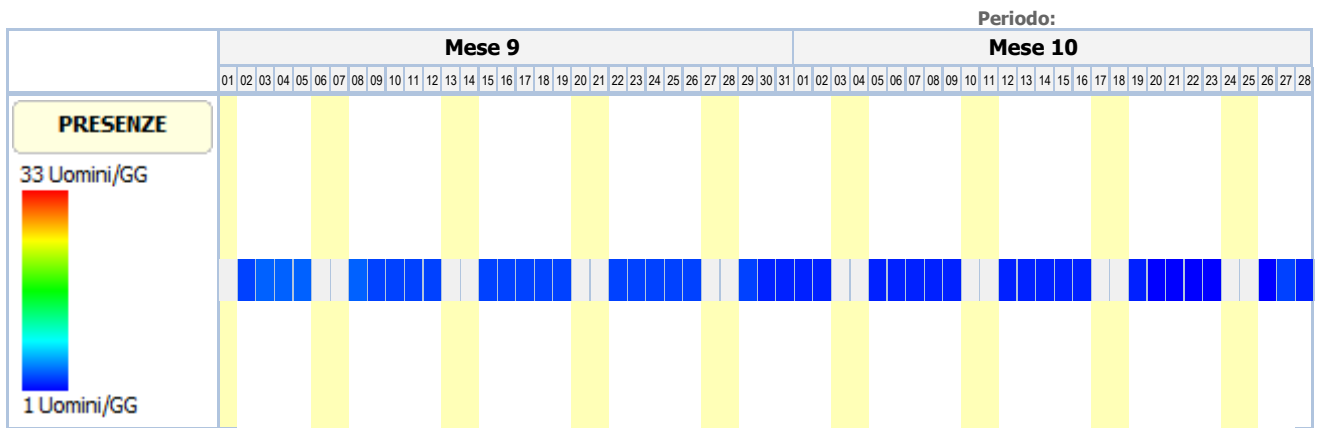 Periodo:
Mese 9 Mese 10
01 02 03 04 05 06 07 08 09 10 11 12 13 14 15 16 17 18 19 20 21 22 23 24 25 26 27 28 29 30 31 01 02 03 04 05 06 07 08 09 10 11 12 13 14 15 16 17 18 19 20 21 22 23 24 25 26 27 28
PRESENZE
33 Uomini/GG
1 Uomini/GG